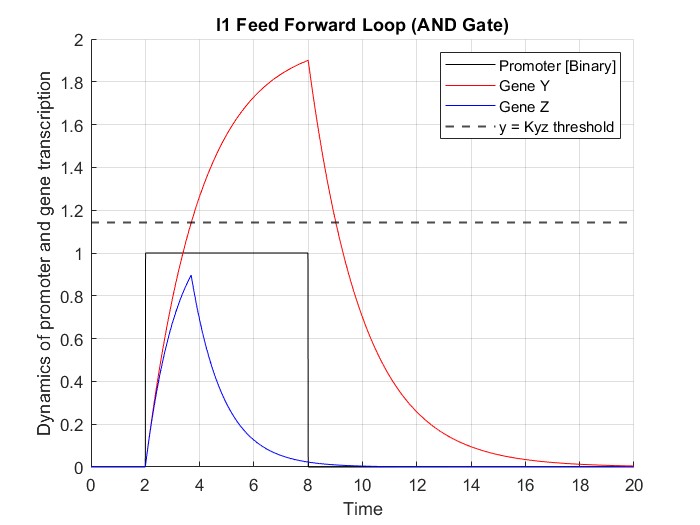 I1 Feed Forward Loop (AND Gate)
Dynamics of promoter and gene transcription
2
1.8
1.6
1.4
1.2
1
0.8
0.6
0.4
0.2
0
Promoter [Binary]
Gene Y
Gene Z
y = Kyz threshold
0 2 4 6 8 10 12 14 16 18 20
Time